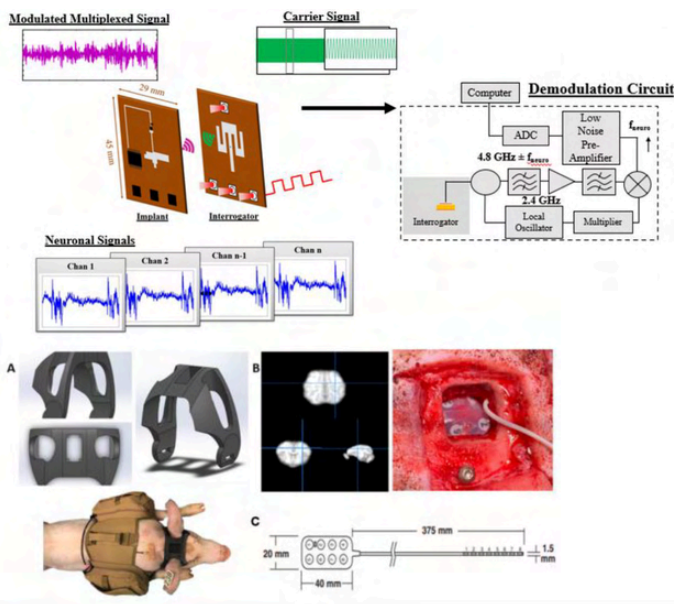 Modulated Multiplexed Signal
Carrier Signal
29 mm
45 mm
Implant
Interrogator
Demodulation Circuit
Computer
ADC
Low
Noise
Pre-
Amplifier
fneuro
4.8 GHz ± fneuro
2.4 GHz
Interrogator
Local
Oscillator
Multiplier
Neuronal Signals
Chan 1
Chan 2
Chan n-1
Chan n
A
B
C
375 mm
20 mm
40 mm
1.5
mm